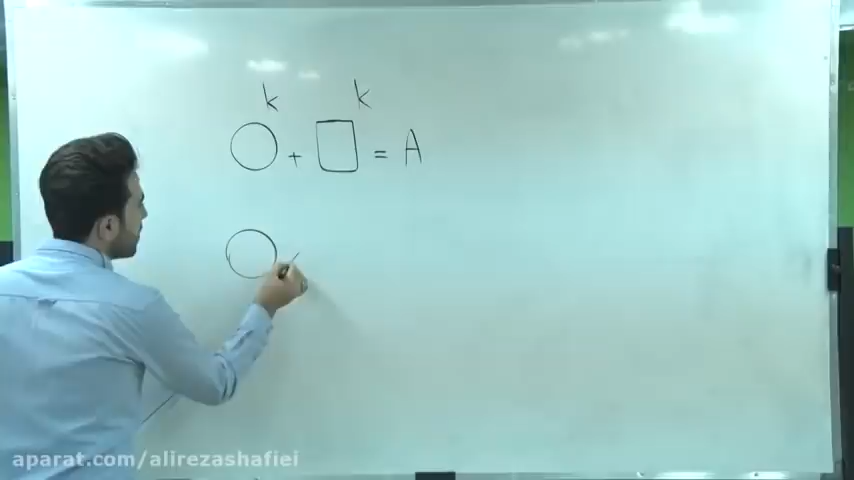 k k
+ = A
aparat.com/alirezashafiei